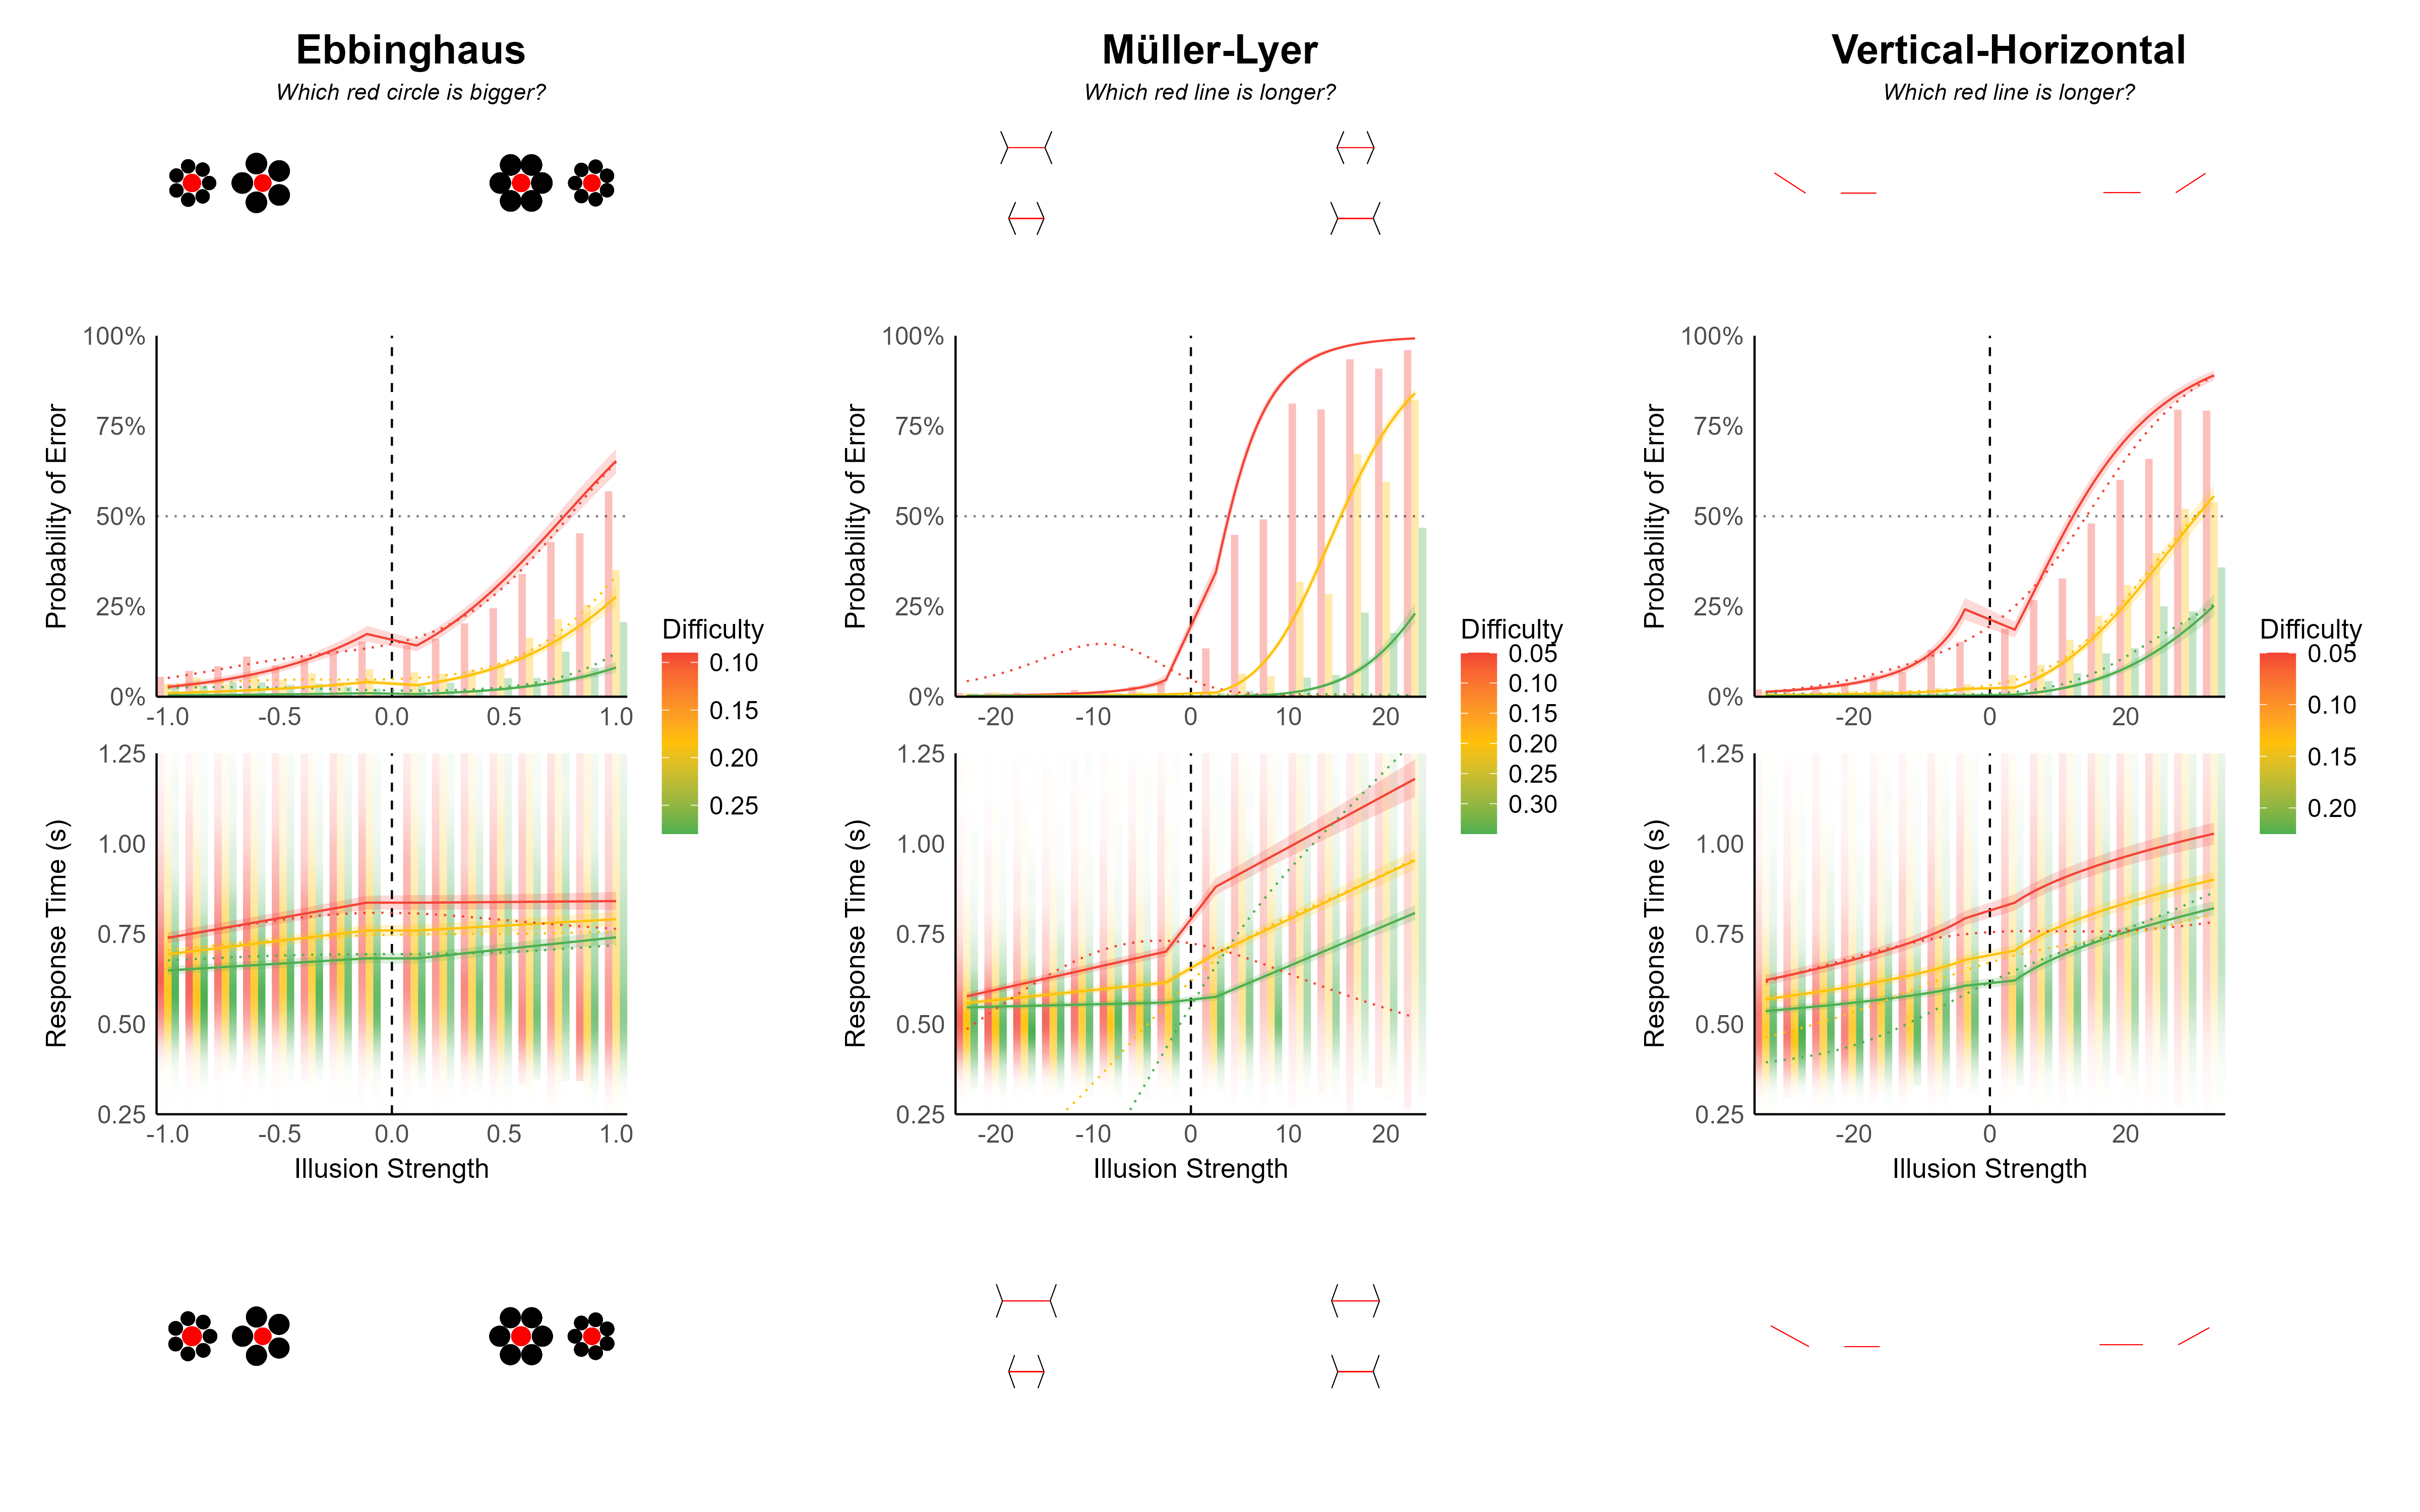 Ebbinghaus
Which red circle is bigger?
100%
75%
50%
25%
0%
Probability of Error
-1.0 -0.5 0.0 0.5 1.0
Difficulty
0.10
0.15
0.20
0.25
1.25
1.00
0.75
0.50
0.25
Response Time (s)
-1.0 -0.5 0.0 0.5 1.0
Illusion Strength
Müller-Lyer
Which red line is longer?
100%
75%
50%
25%
0%
Probability of Error
-20 -10 0 10 20
Difficulty
0.05
0.10
0.15
0.20
0.25
0.30
1.25
1.00
0.75
0.50
0.25
Response Time (s)
-20 -10 0 10 20
Illusion Strength
Vertical-Horizontal
Which red line is longer?
100%
75%
50%
25%
0%
Probability of Error
-20 0 20
Difficulty
0.05
0.10
0.15
0.20
1.25
1.00
0.75
0.50
0.25
Response Time (s)
-20 0 20
Illusion Strength